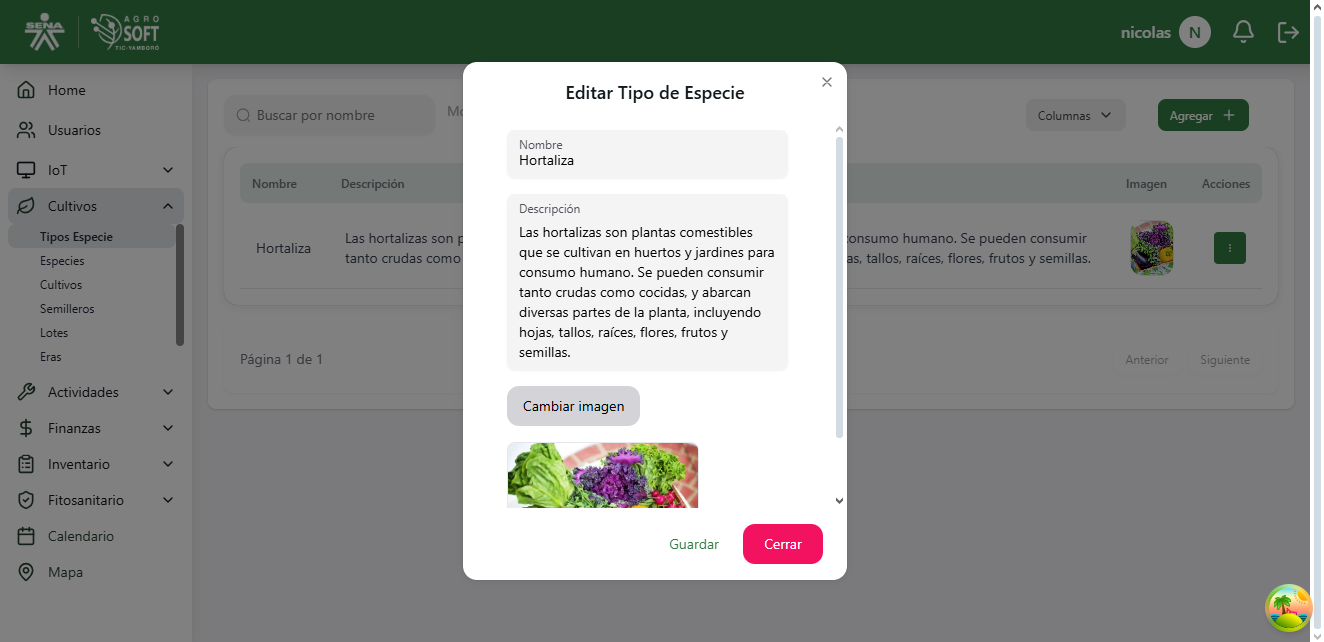 SENA
AGRO
SOFT
TIC-YAMBORÓ
nicolas
N
Home
Usuarios
IoT
Cultivos
Tipos Especie
Especies
Cultivos
Semilleros
Lotes
Eras
Actividades
Finanzas
Inventario
Fitosanitario
Calendario
Mapa
Buscar por nombre
Mo
Columnas
Agregar
Nombre
Descripción
Imagen
Acciones
Hortaliza
Las hortalizas son p
tanto crudas como
consumo humano. Se pueden consumir
as, tallos, raíces, flores, frutos y semillas.
Página 1 de 1
Anterior
Siguiente
Editar Tipo de Especie
Nombre
Hortaliza
Descripción
Las hortalizas son plantas comestibles
que se cultivan en huertos y jardines para
consumo humano. Se pueden consumir
tanto crudas como cocidas, y abarcan
diversas partes de la planta, incluyendo
hojas, tallos, raíces, flores, frutos y
semillas.
Cambiar imagen
Guardar
Cerrar